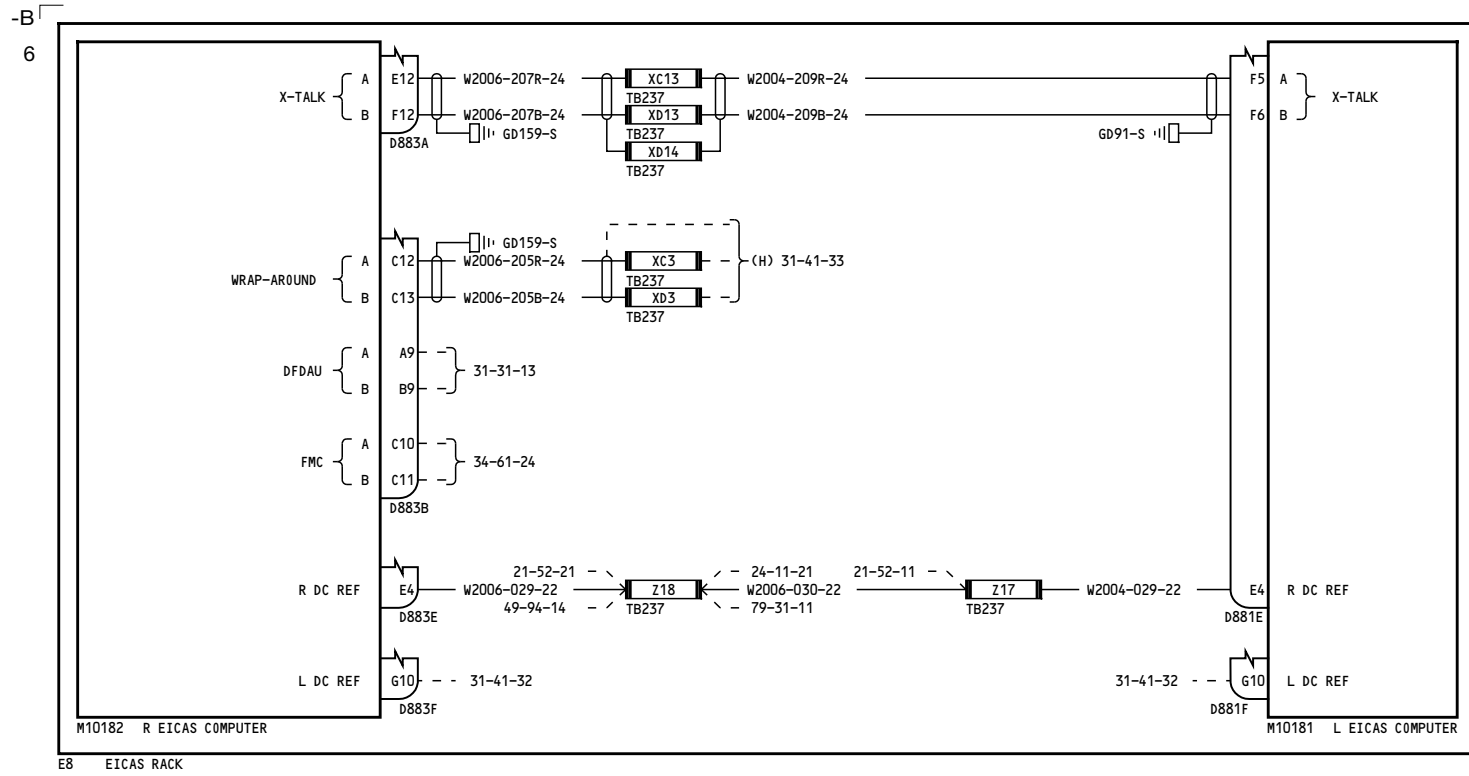 -B
6
A E12 W2006-207R-24 XC13 W2004-209R-24 F5 A
X-TALK TB237 X-TALK
B F12 W2006-207B-24 XD13 W2004-209B-24 F6 B
D883A GD159-S TB237 GD91-S
XD14
TB237
GD159-S
A C12 W2006-205R-24 XC3 (H) 31-41-33
WRAP-AROUND TB237
B C13 W2006-205B-24 XD3
TB237
A A9
DFDAU 31-31-13
B B9
A C10
FMC 34-61-24
B C11
D883B
21-52-21 24-11-21 21-52-11
R DC REF E4 W2006-029-22 Z18 W2006-030-22 Z17 W2004-029-22 E4 R DC REF
D883E 49-94-14 TB237 79-31-11 TB237 D881E
L DC REF G10 31-41-32 31-41-32 G10 L DC REF
D883F D881F
M10182 R EICAS COMPUTER M10181 L EICAS COMPUTER
E8 EICAS RACK